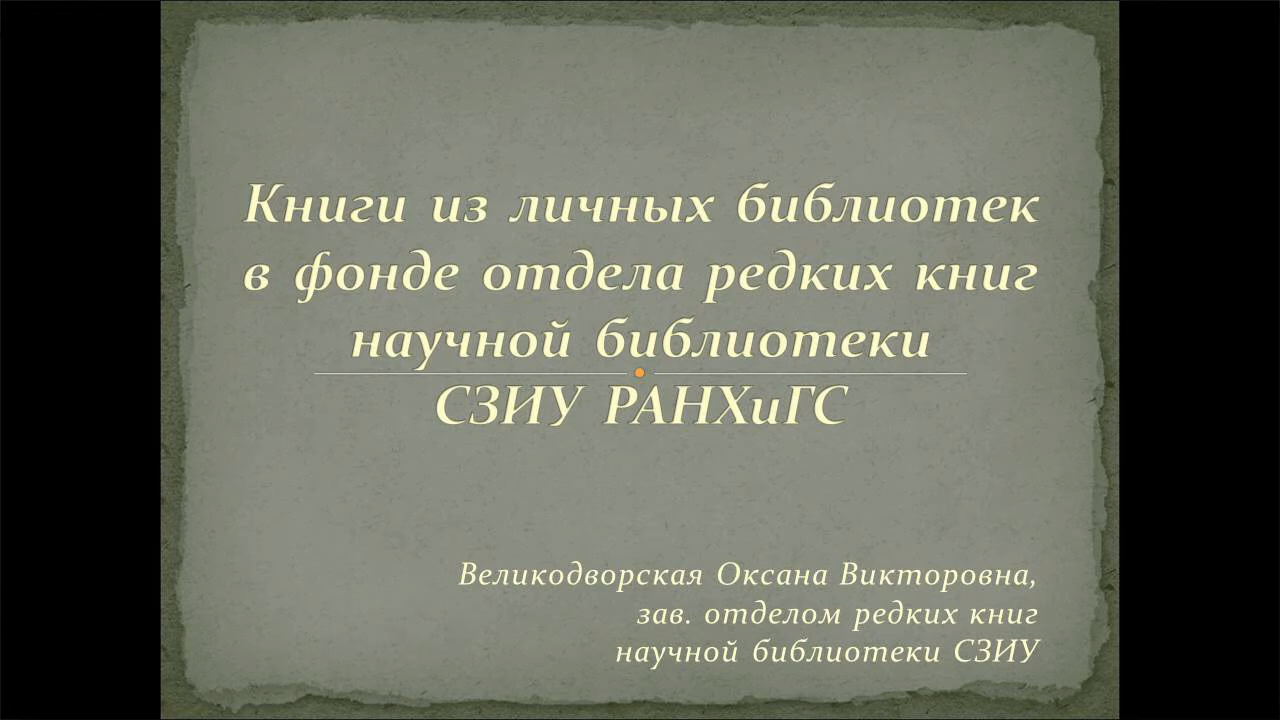 Книги из личных библиотек
в фонде отдела редких книг
научной библиотеки
СЗИУ РАНХиГС
Великодворская Оксана Викторовна,
зав. отделом редких книг
научной библиотеки СЗИУ